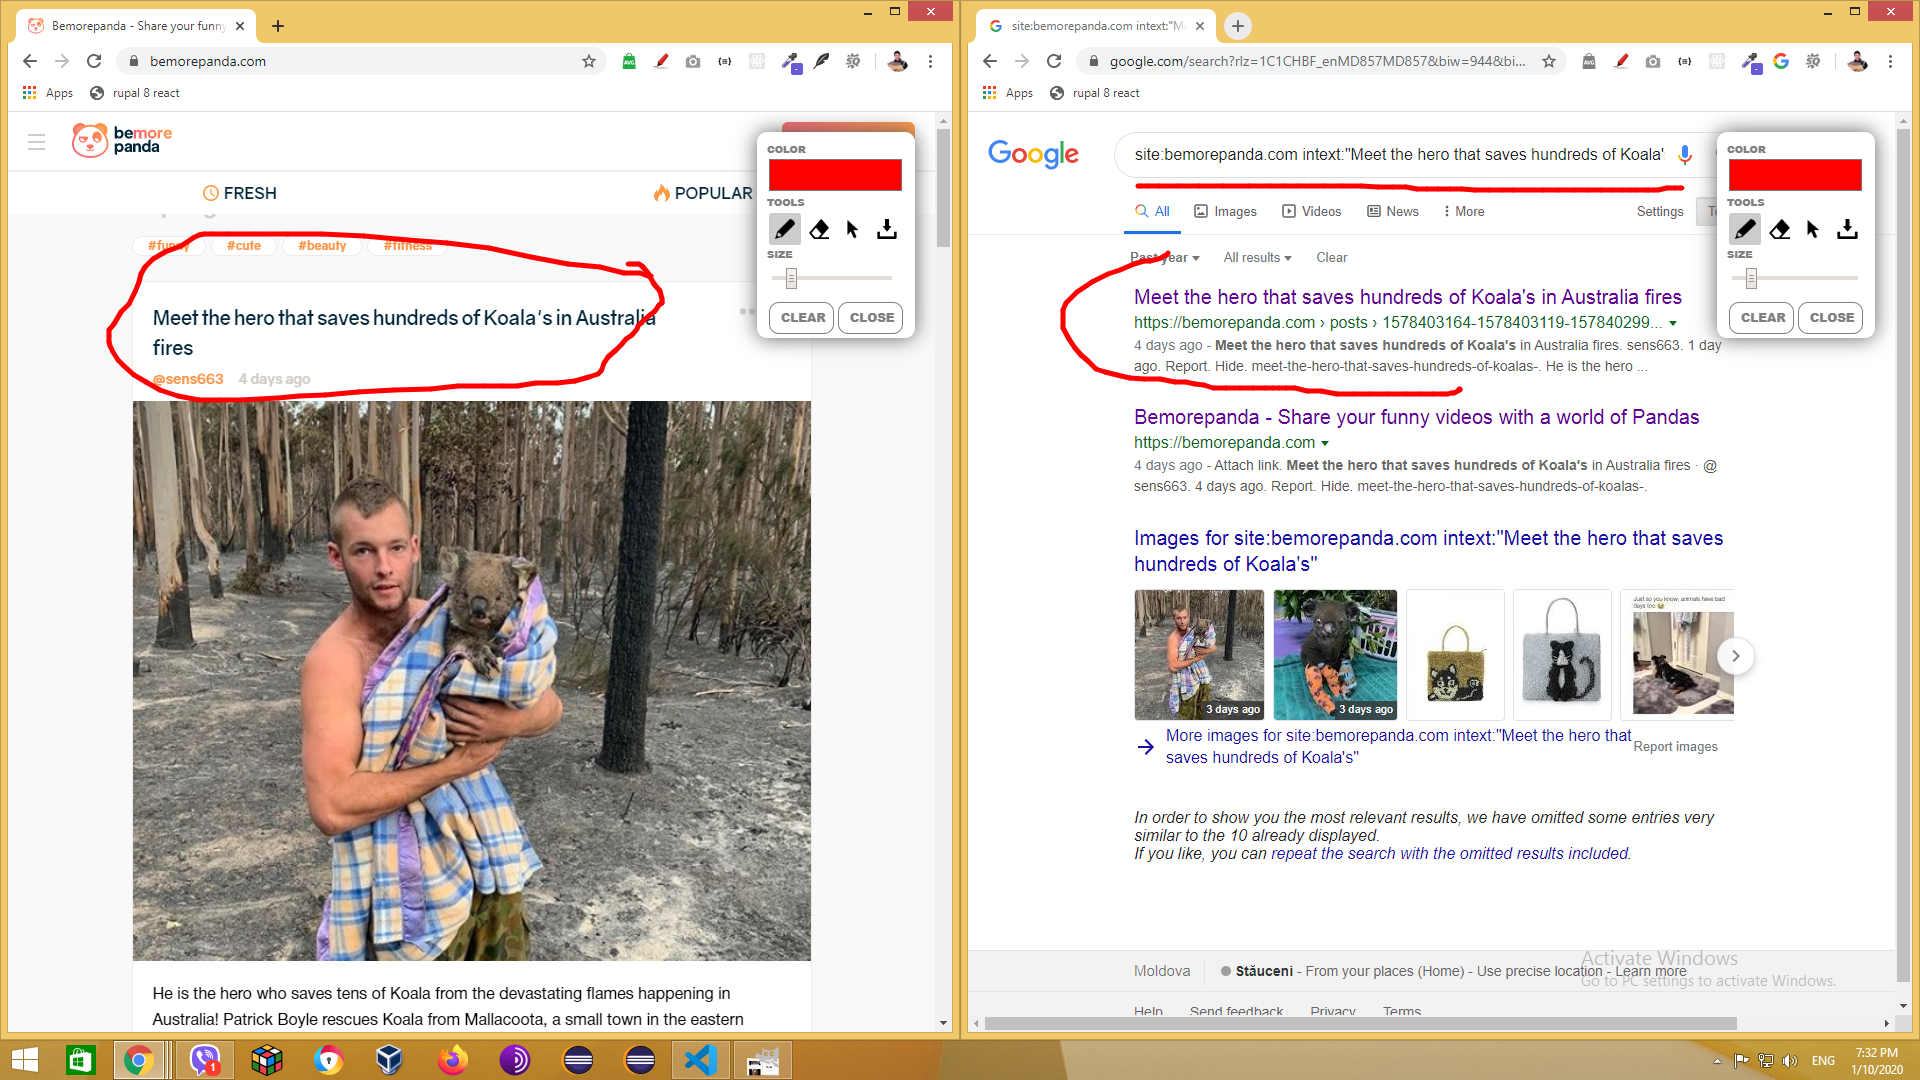 Bemorepanda - Share your funny
bemorepanda.com
Apps
rupal 8 react
bemore
panda
FRESH
POPULAR
#funny
#cute
#beauty
#fitness
Meet the hero that saves hundreds of Koala's in Australia
fires
@sens663 4 days ago
He is the hero who saves tens of Koala from the devastating flames happening in
Australia! Patrick Boyle rescues Koala from Mallacoota, a small town in the eastern
COLOR
TOOLS
SIZE
CLEAR
CLOSE
site:bemorepanda.com intext:"Me
google.com/search?rlz=1C1CHBF_enMD857MD857&biw=944&bi...
Apps
rupal 8 react
Google
site:bemorepanda.com intext:"Meet the hero that saves hundreds of Koala'
All
Images
Videos
News
More
Settings
To
Past year
All results
Clear
Meet the hero that saves hundreds of Koala's in Australia fires
https://bemorepanda.com › posts › 1578403164-1578403119-157840299...
4 days ago - Meet the hero that saves hundreds of Koala's in Australia fires. sens663. 1 day
ago. Report. Hide. meet-the-hero-that-saves-hundreds-of-koalas-. He is the hero ...
Bemorepanda - Share your funny videos with a world of Pandas
https://bemorepanda.com
4 days ago - Attach link. Meet the hero that saves hundreds of Koala's in Australia fires · @
sens663. 4 days ago. Report. Hide. meet-the-hero-that-saves-hundreds-of-koalas-.
Images for site:bemorepanda.com intext:"Meet the hero that saves
hundreds of Koala's"
3 days ago
3 days ago
Just so you know, animals have bad
days too
More images for site:bemorepanda.com intext:"Meet the hero that
saves hundreds of Koala's"
Report images
In order to show you the most relevant results, we have omitted some entries very
similar to the 10 already displayed.
If you like, you can repeat the search with the omitted results included.
Moldova
Stăuceni - From your places (Home) - Use precise location - Learn more
Help
Send feedback
Privacy
Terms
Activate Windows
Go to PC settings to activate Windows.
COLOR
TOOLS
SIZE
CLEAR
CLOSE
1
ENG
7:32 PM
1/10/2020